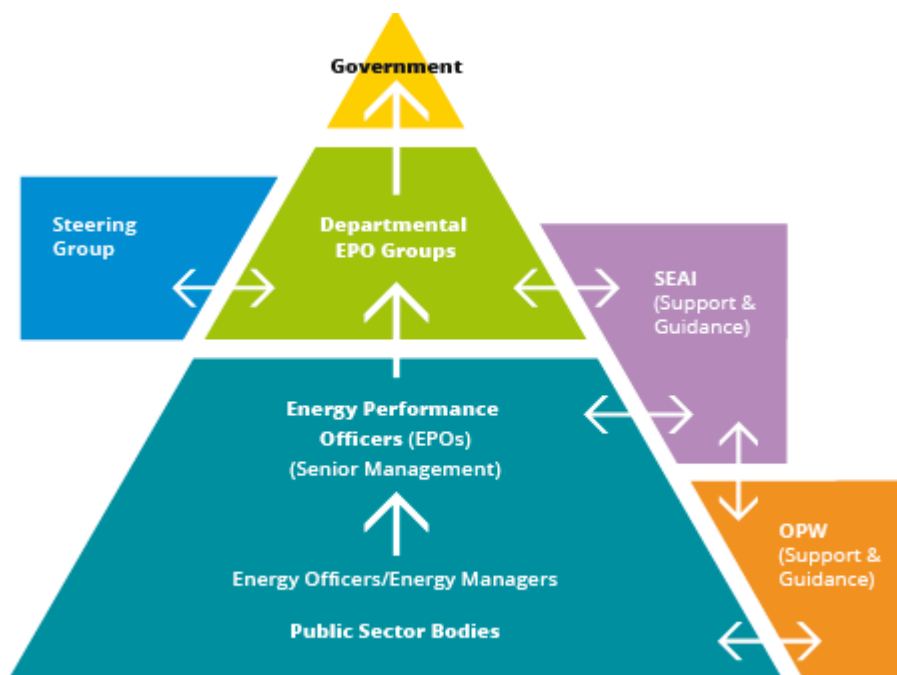 Government
Steering
Group
Departmental
EPO Groups
SEAI
(Support &
Guidance)
Energy Performance
Officers (EPOs)
(Senior Management)
OPW
(Support &
Guidance)
Energy Officers/Energy Managers
Public Sector Bodies